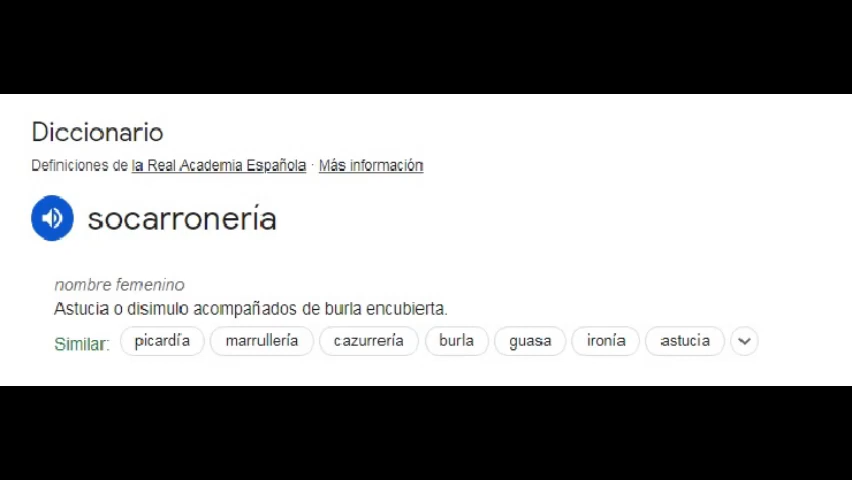 Diccionario
Definiciones de la Real Academia Española · Más información
socarronería
nombre femenino
Astucia o disimulo acompañados de burla encubierta.
Similar: picardía marrullería cazurrería burla guasa ironía astucia